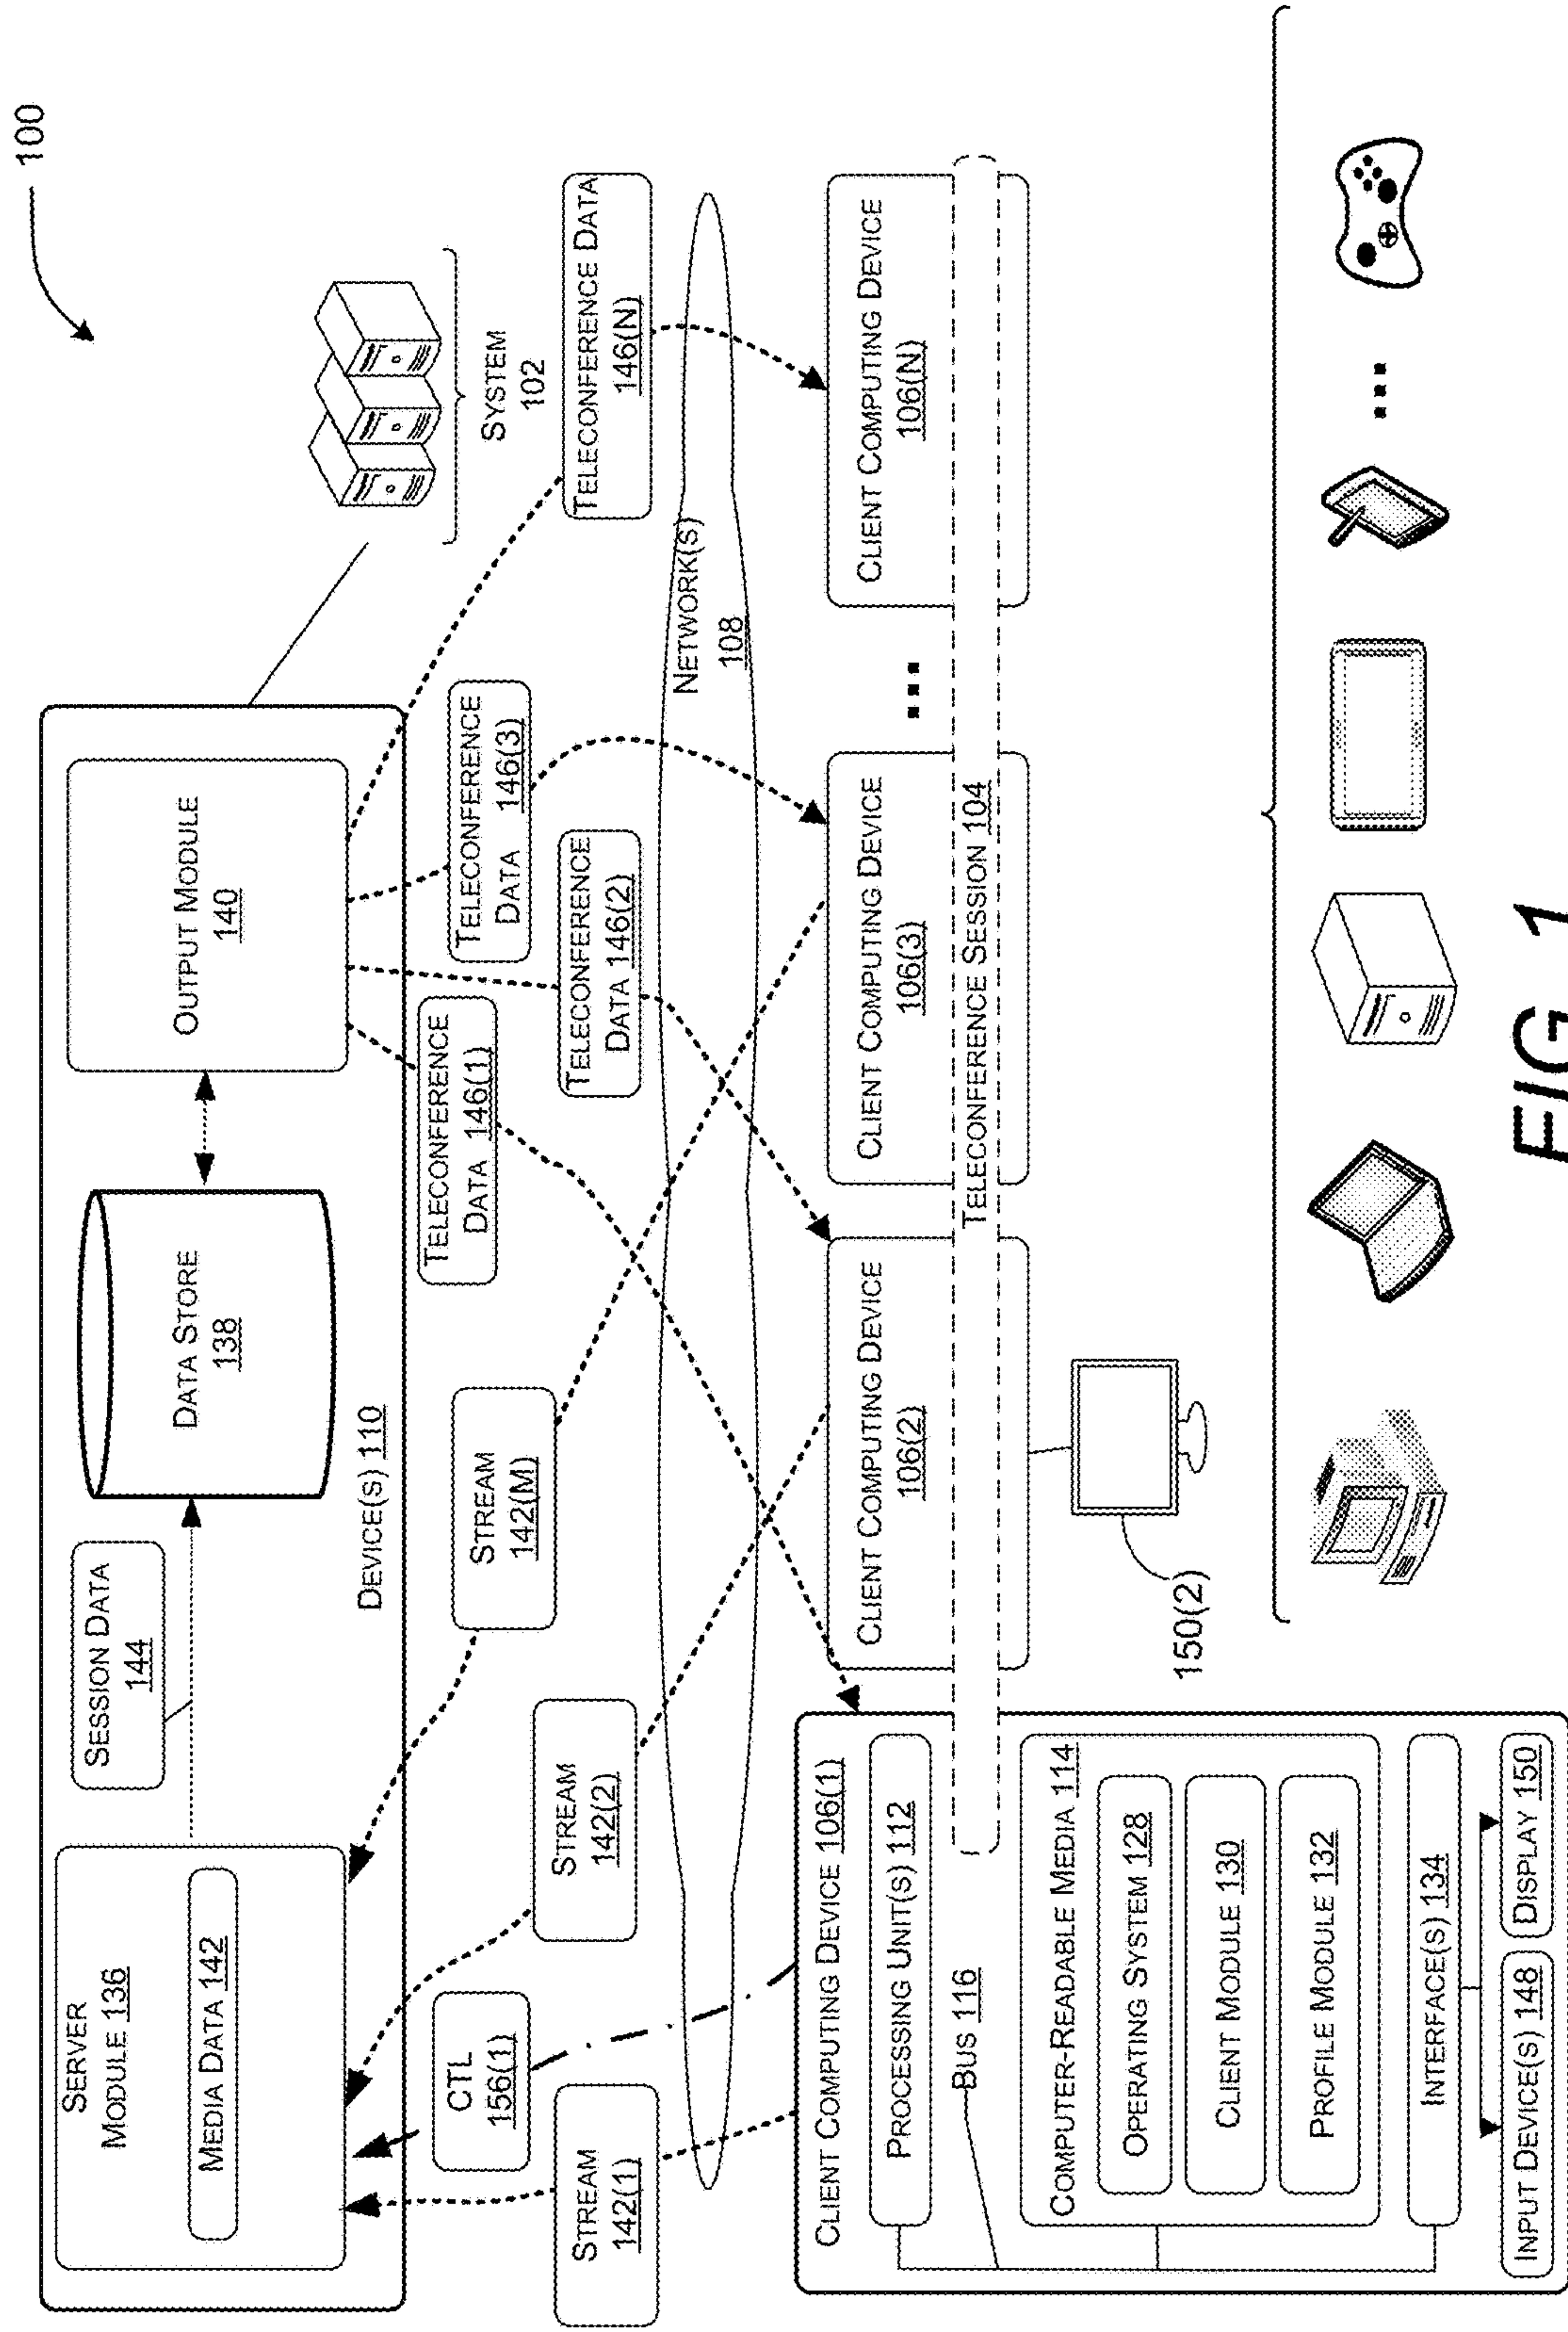 100
SERVER
MODULE 136
MEDIA DATA 142
SESSION DATA
144
DATA STORE
138
OUTPUT MODULE
140
DEVICE(S) 110
SYSTEM
102
STREAM
142(1)
CTL
156(1)
STREAM
142(2)
STREAM
142(M)
TELECONFERENCE
DATA 146(1)
TELECONFERENCE
DATA 146(2)
TELECONFERENCE
DATA 146(3)
TELECONFERENCE DATA
146(N)
NETWORK(S)
108
CLIENT COMPUTING DEVICE 106(1)
PROCESSING UNIT(S) 112
BUS 116
COMPUTER-READABLE MEDIA 114
OPERATING SYSTEM 128
CLIENT MODULE 130
PROFILE MODULE 132
INTERFACE(S) 134
INPUT DEVICE(S) 148
DISPLAY 150
CLIENT COMPUTING DEVICE
106(2)
CLIENT COMPUTING DEVICE
106(3)
CLIENT COMPUTING DEVICE
106(N)
TELECONFERENCE SESSION 104
150(2)
FIG. 1